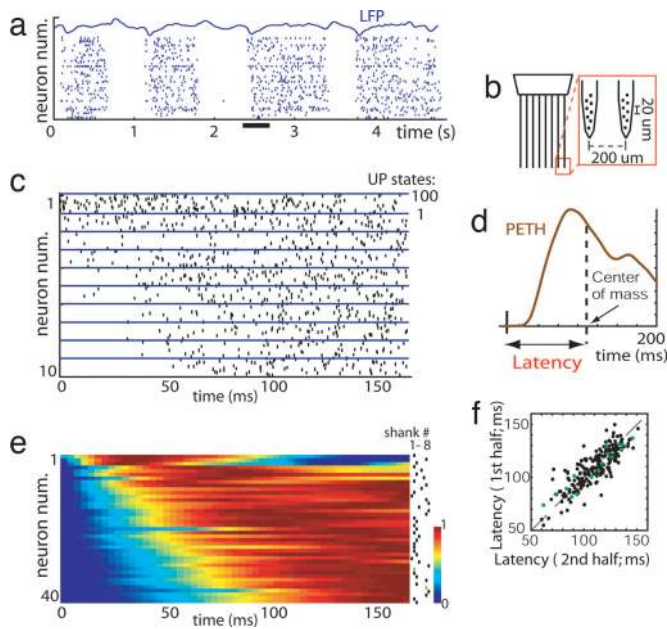 a
LFP
neuron num.
0 1 2 3 4 time (s)
b
20 um
200 um
c
UP states:
100
1
1
neuron num.
10
0 50 100 150
time (ms)
d
PETH
Center
of mass
200
time (ms)
Latency
e
shank #
1- 8
1
neuron num.
40
1
0
0 50 100 150
time (ms)
f
Latency ( 1st half; ms)
150
100
50
50 100 150
Latency ( 2nd half; ms)